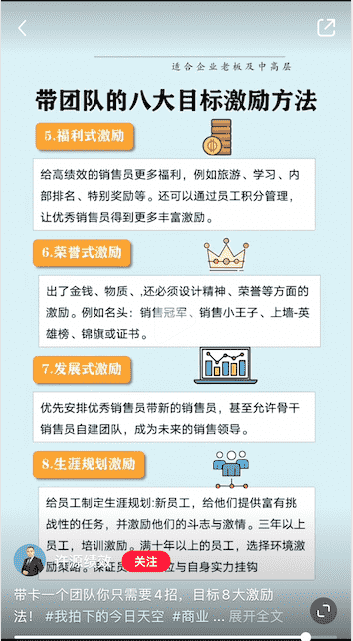 适合企业老板及中高层
带团队的八大目标激励方法
5.福利式激励
给高绩效的销售员更多福利，例如旅游、学习、内
部排名、特别奖励等。还可以通过员工积分管理，
让优秀销售员得到更多丰富激励。
6.荣誉式激励
出了金钱、物质、,还必须设计精神、荣誉等方面的
激励。例如名头：销售冠军、销售小王子、上墙-英
雄榜、锦旗或证书。
7.发展式激励
优先安排优秀销售员带新的销售员，甚至允许骨干
销售员自建团队，成为未来的销售领导。
8.生涯规划激励
给员工制定生涯规划:新员工，给他们提供富有挑
战性的任务，并激励他们的斗志与激情。三年以上
员工，培训激励。满十年以上的员工，选择环境激
励策略。保证员 位与自身实力挂钩
许源绩效
关注
带卡一个团队你只需要4招，目标8大激励
法！ #我拍下的今日天空 #商业 ... 展开全文